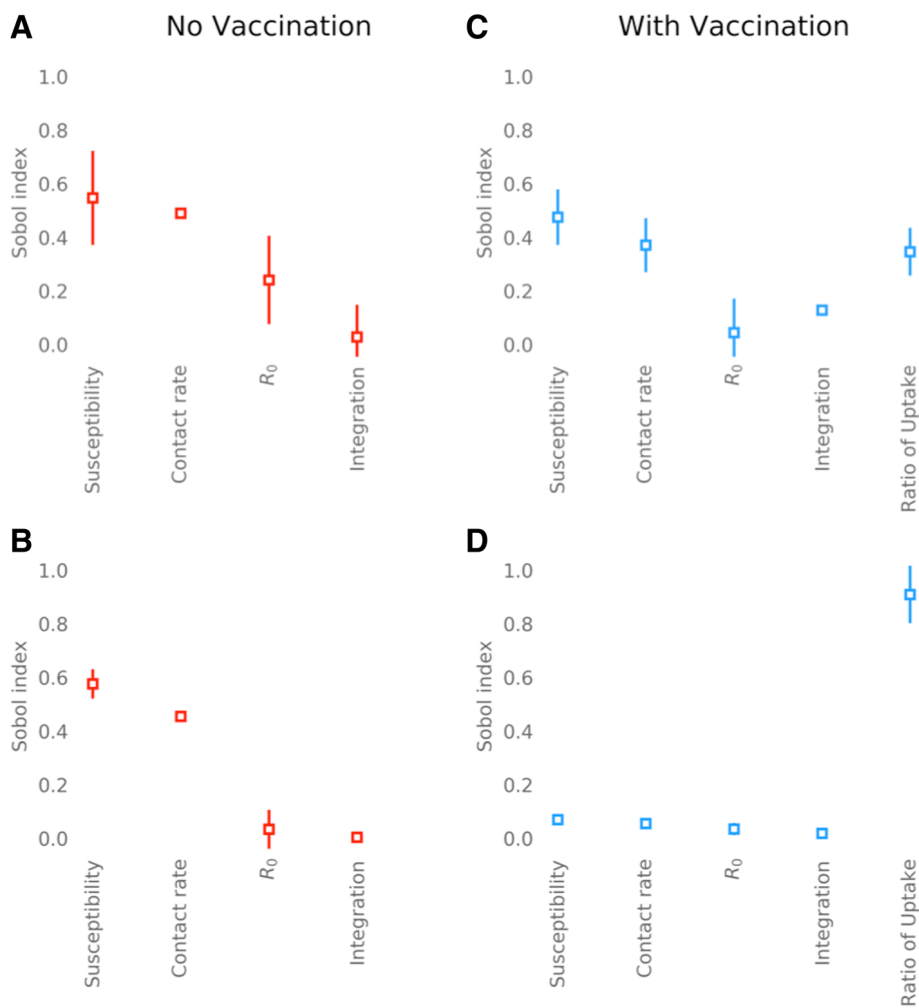 A
No Vaccination
Sobol index
1.0
0.8
0.6
0.4
0.2
0.0
Susceptibility
Contact rate
R0
Integration
C
With Vaccination
Sobol index
1.0
0.8
0.6
0.4
0.2
0.0
Susceptibility
Contact rate
R0
Integration
Ratio of Uptake
B
Sobol index
1.0
0.8
0.6
0.4
0.2
0.0
Susceptibility
Contact rate
R0
Integration
D
Sobol index
1.0
0.8
0.6
0.4
0.2
0.0
Susceptibility
Contact rate
R0
Integration
Ratio of Uptake